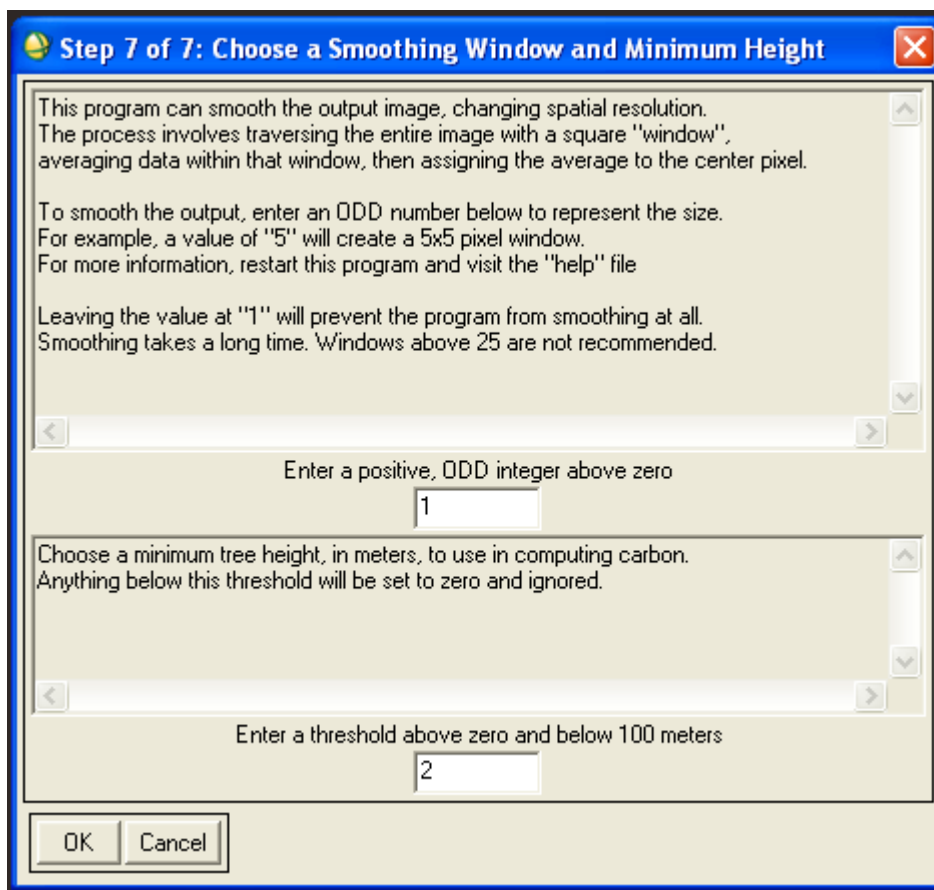 Step 7 of 7: Choose a Smoothing Window and Minimum Height
This program can smooth the output image, changing spatial resolution.
The process involves traversing the entire image with a square "window",
averaging data within that window, then assigning the average to the center pixel.
To smooth the output, enter an ODD number below to represent the size.
For example, a value of "5" will create a 5x5 pixel window.
For more information, restart this program and visit the "help" file
Leaving the value at "1" will prevent the program from smoothing at all.
Smoothing takes a long time. Windows above 25 are not recommended.
Enter a positive, ODD integer above zero
1
Choose a minimum tree height, in meters, to use in computing carbon.
Anything below this threshold will be set to zero and ignored.
Enter a threshold above zero and below 100 meters
2
OK Cancel